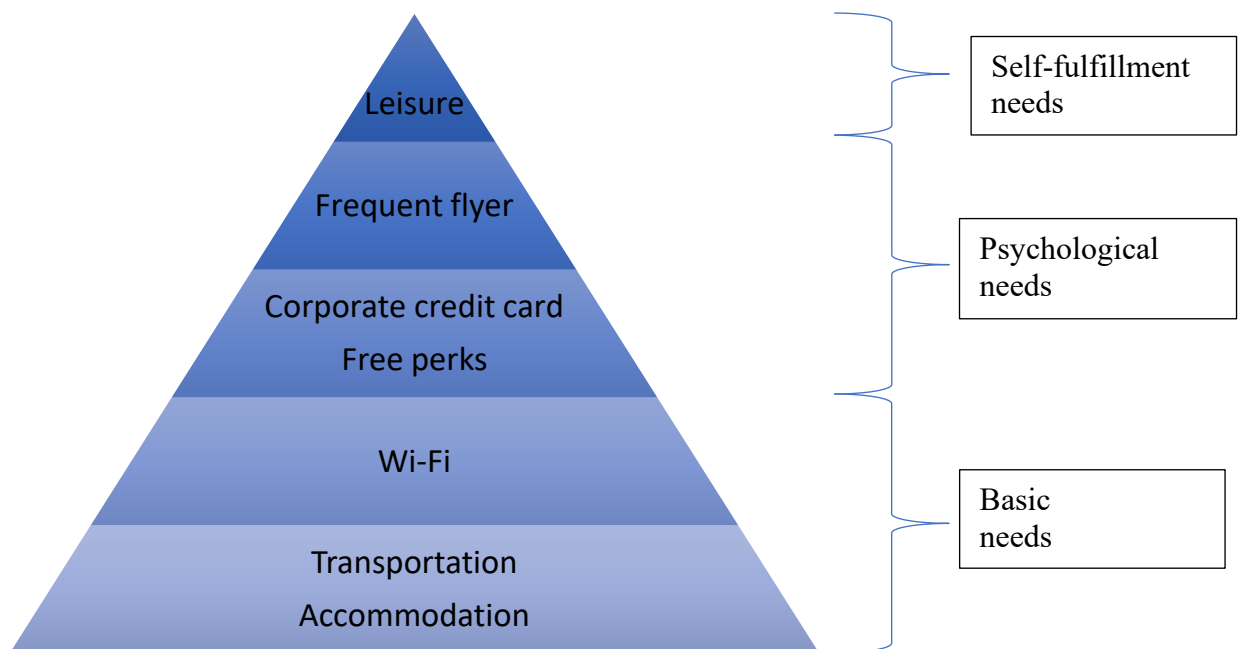 Leisure
Frequent flyer
Corporate credit card
Free perks
Wi-Fi
Transportation
Accommodation
Self-fulfillment
needs
Psychological
needs
Basic
needs